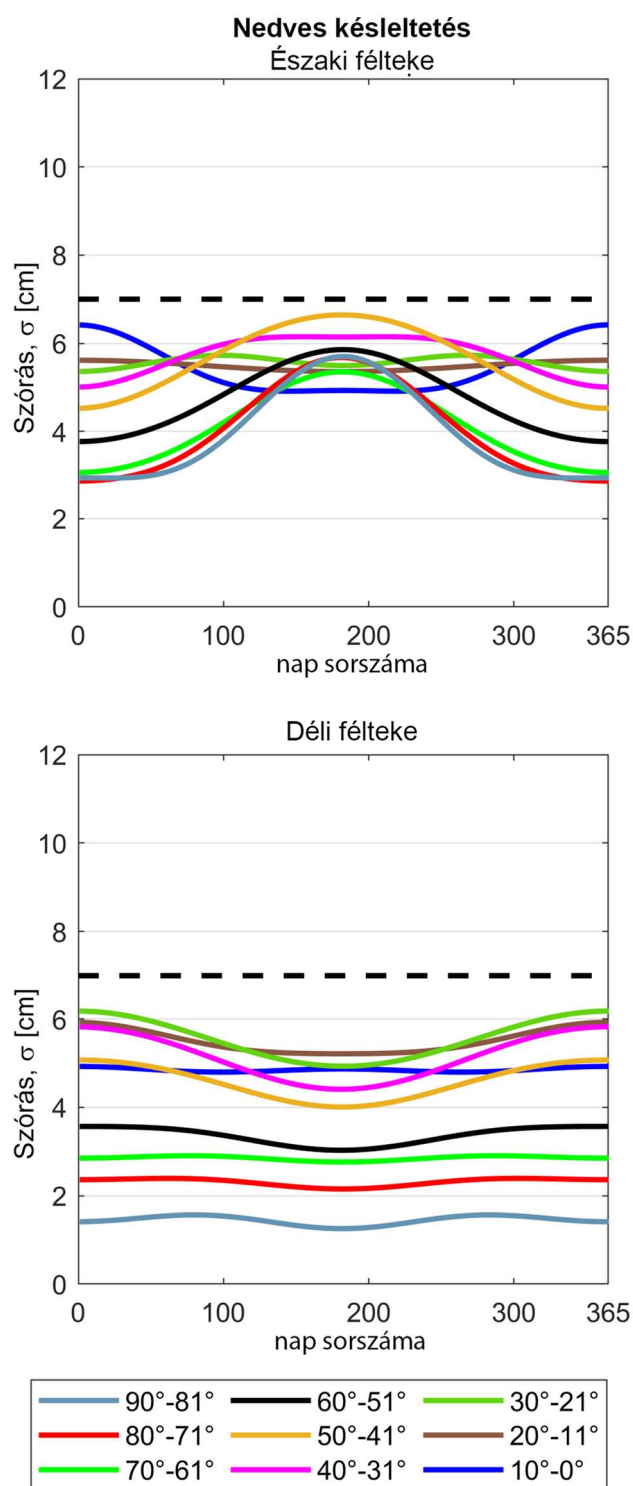 Nedves késleltetés
Északi félteke
12
10
8
6
4
2
0
Szórás, σ [cm]
0 100 200 300 365
nap sorszáma
Déli félteke
12
10
8
6
4
2
0
Szórás, σ [cm]
0 100 200 300 365
nap sorszáma
90°-81° 60°-51° 30°-21°
80°-71° 50°-41° 20°-11°
70°-61° 40°-31° 10°-0°